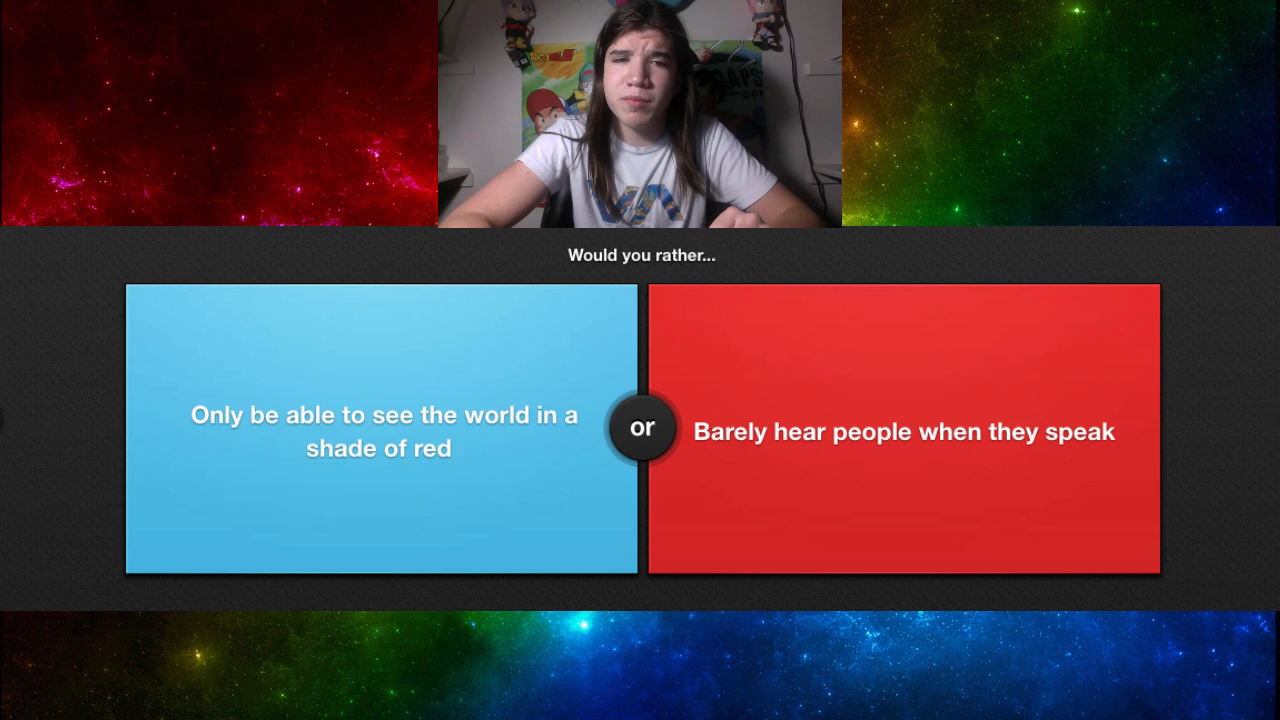 Would you rather...
Only be able to see the world in a
shade of red
or
Barely hear people when they speak